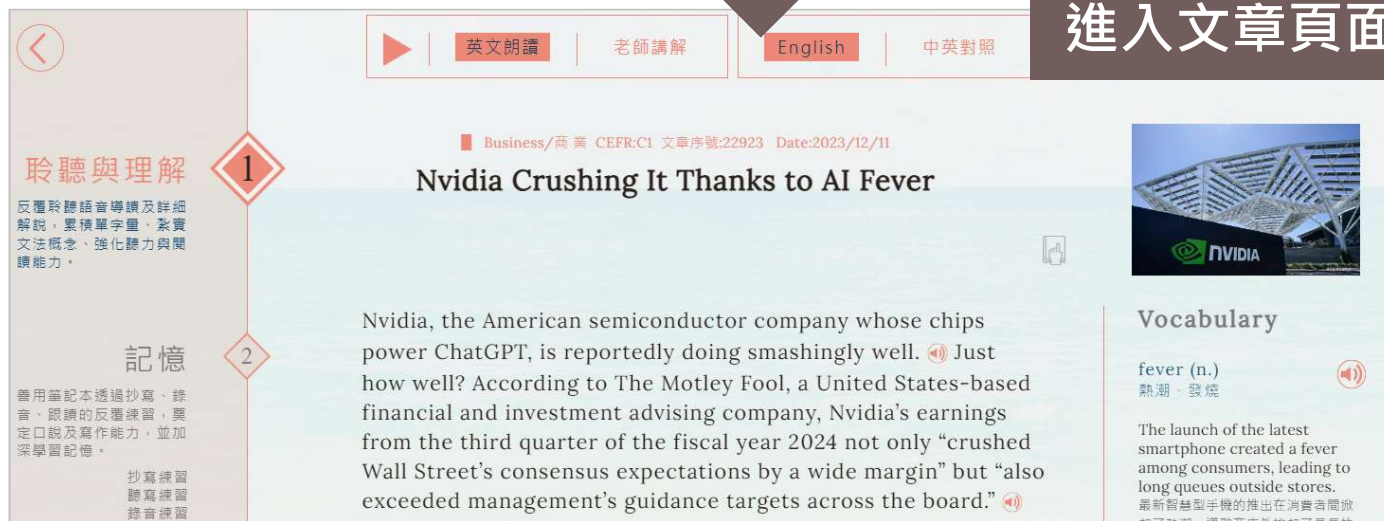 進入文章頁面
英文朗讀
老師講解
English
中英對照
Business/商業 CEFR:C1 文章序號:22923 Date:2023/12/11
Nvidia Crushing It Thanks to AI Fever
聆聽與理解
1
反覆聆聽語音導讀及詳細
解說，累積單字量、紮實
文法概念、強化聽力與閱
讀能力。
記憶
2
善用筆記本透過抄寫、錄
音、跟讀的反覆練習，奠
定口說及寫作能力，並加
深學習記憶。
抄寫練習
聽寫練習
錄音練習
Nvidia, the American semiconductor company whose chips
power ChatGPT, is reportedly doing smashingly well. Just
how well? According to The Motley Fool, a United States-based
financial and investment advising company, Nvidia's earnings
from the third quarter of the fiscal year 2024 not only “crushed
Wall Street's consensus expectations by a wide margin” but “also
exceeded management's guidance targets across the board.”
NVIDIA
Vocabulary
fever (n.)
熱潮、發燒
The launch of the latest
smartphone created a fever
among consumers, leading to
long queues outside stores.
最新智慧型手機的推出在消費者間掀